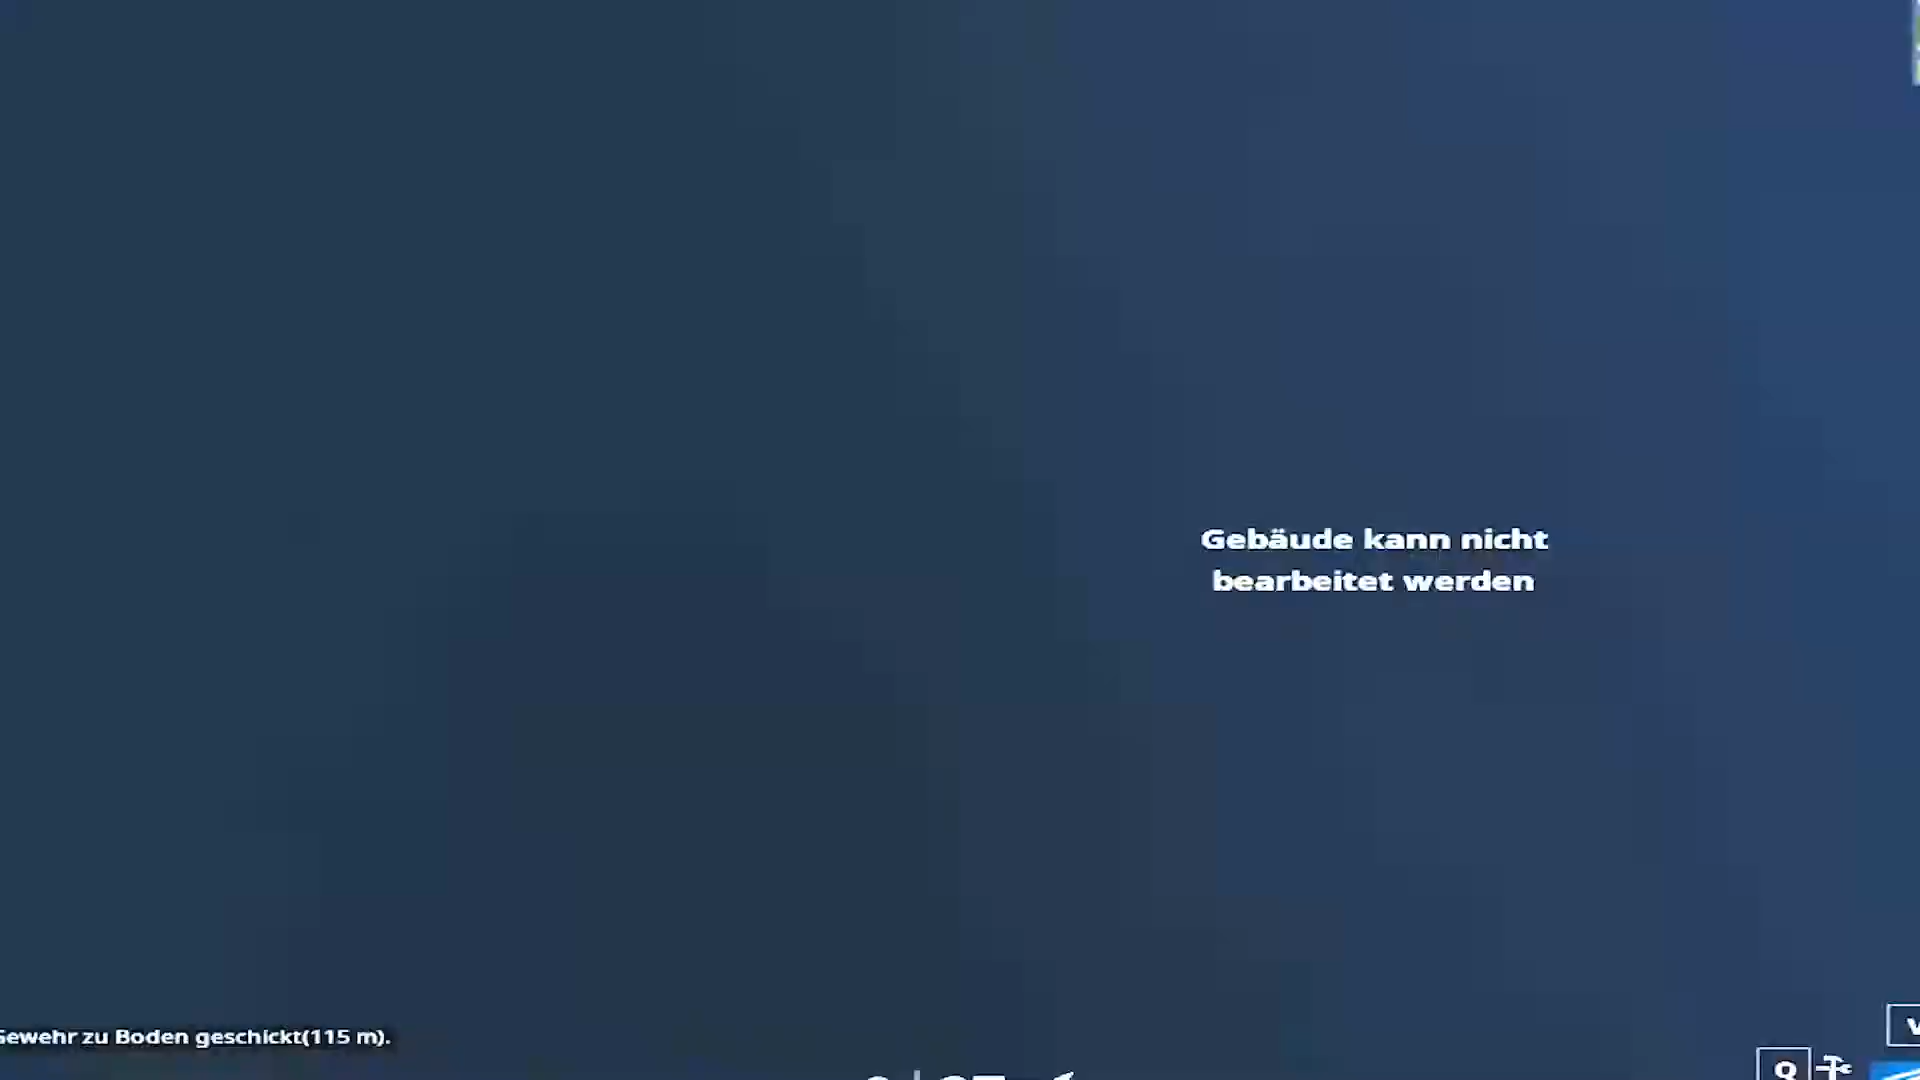 Gebäude kann nicht
bearbeitet werden
Gewehr zu Boden geschickt(115 m).
V
Q